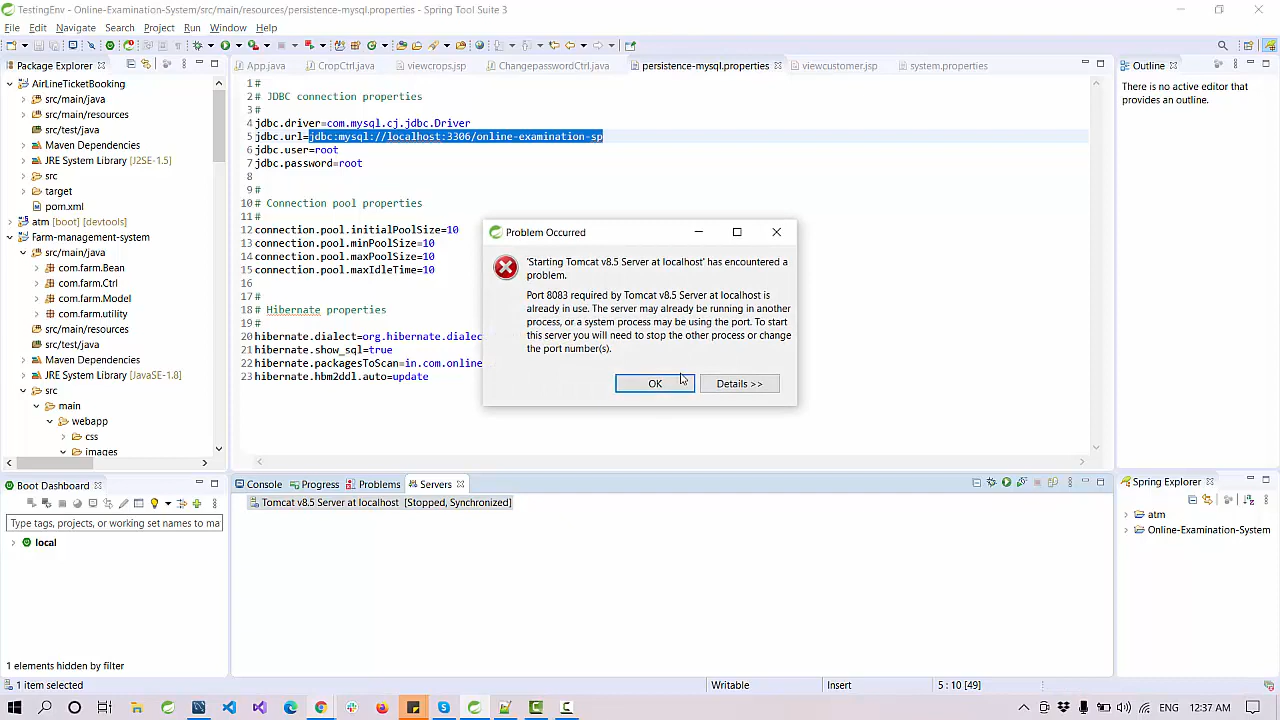 TestingEnv - Online-Examination-System/src/main/resources/persistence-mysql.properties - Spring Tool Suite 3
File Edit Navigate Search Project Run Window Help
Package Explorer
App.java CropCtrl.java viewcrops.jsp ChangepasswordCtrl.java persistence-mysql.properties viewcustomer.jsp system.properties
Outline
There is no active editor that
provides an outline.
AirLineTicketBooking
src/main/java
src/main/resources
src/test/java
Maven Dependencies
JRE System Library [J2SE-1.5]
src
target
pom.xml
atm [boot] [devtools]
Farm-management-system
src/main/java
com.farm.Bean
com.farm.Ctrl
com.farm.Model
com.farm.utility
src/main/resources
src/test/java
Maven Dependencies
JRE System Library [JavaSE-1.8]
src
main
webapp
css
images
1 #
2 # JDBC connection properties
3 #
4 jdbc.driver=com.mysql.cj.jdbc.Driver
5 jdbc.url=jdbc:mysql://localhost:3306/online-examination-sp
6 jdbc.user=root
7 jdbc.password=root
8
9 #
10 # Connection pool properties
11 #
12 connection.pool.initialPoolSize=10
13 connection.pool.minPoolSize=10
14 connection.pool.maxPoolSize=10
15 connection.pool.maxIdleTime=10
16
17 #
18 # Hibernate properties
19 #
20 hibernate.dialect=org.hibernate.dialec
21 hibernate.show_sql=true
22 hibernate.packagesToScan=in.com.online
23 hibernate.hbm2ddl.auto=update
Problem Occurred
'Starting Tomcat v8.5 Server at localhost' has encountered a
problem.
Port 8083 required by Tomcat v8.5 Server at localhost is
already in use. The server may already be running in another
process, or a system process may be using the port. To start
this server you will need to stop the other process or change
the port number(s).
OK Details >>
Boot Dashboard
Type tags, projects, or working set names to ma
local
1 elements hidden by filter
Console Progress Problems Servers
Tomcat v8.5 Server at localhost [Stopped, Synchronized]
Spring Explorer
atm
Online-Examination-System
1 item selected
Writable Insert 5 : 10 [49]
ENG 12:37 AM